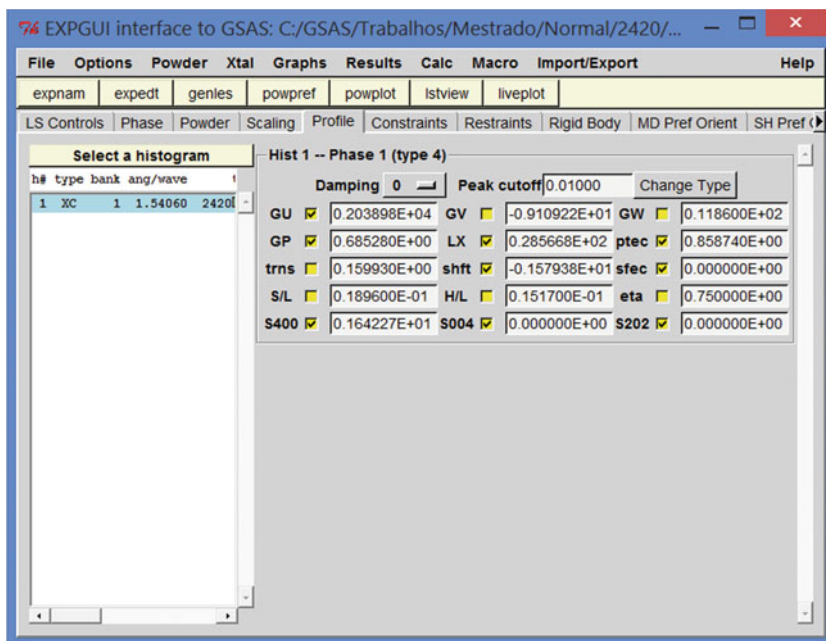 EXPGUI interface to GSAS: C:/GSAS/Trabalhos/Mestrado/Normal/2420/...
File Options Powder Xtal Graphs Results Calc Macro Import/Export Help
expnam expedt genles powpref powplot lstview liveplot
LS Controls Phase Powder Scaling Profile Constraints Restraints Rigid Body MD Pref Orient SH Pref
Select a histogram
h# type bank ang/wave
1 XC 1 1.54060 2420
Hist 1 -- Phase 1 (type 4)
Damping 0 Peak cutoff 0.01000 Change Type
GU 0.203898E+04 GV -0.910922E+01 GW 0.118600E+02
GP 0.685280E+00 LX 0.285668E+02 ptec 0.858740E+00
trns 0.159930E+00 shft -0.157938E+01 sfec 0.000000E+00
S/L 0.189600E-01 H/L 0.151700E-01 eta 0.750000E+00
S400 0.164227E+01 S004 0.000000E+00 S202 0.000000E+00